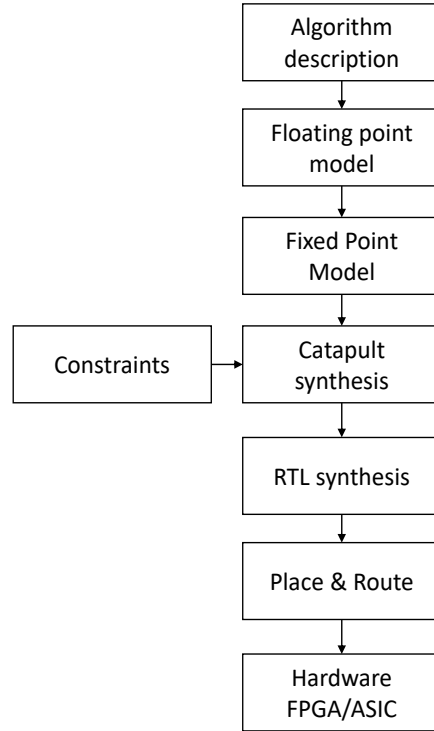 Algorithm
description
Floating point
model
Fixed Point
Model
Constraints
Catapult
synthesis
RTL synthesis
Place & Route
Hardware
FPGA/ASIC